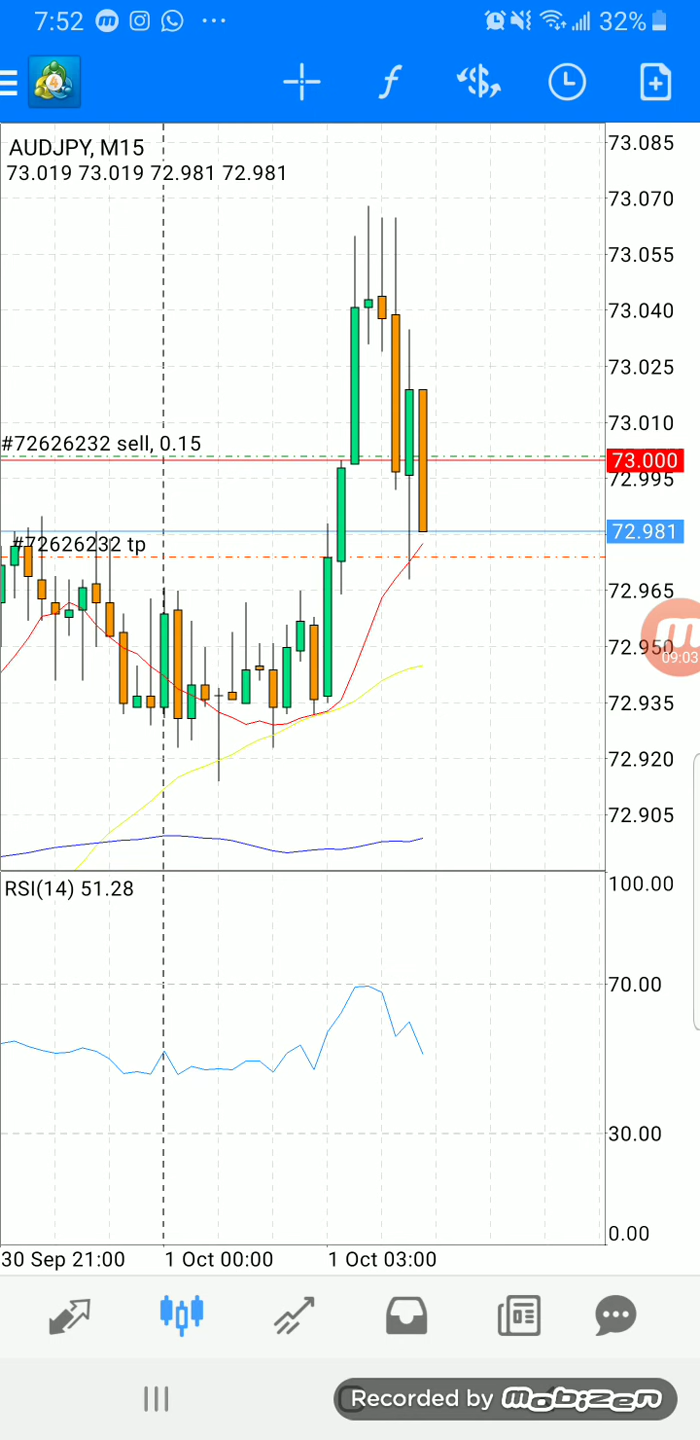 7:52 32%
AUDJPY, M15
73.019 73.019 72.981 72.981
73.085
73.070
73.055
73.040
73.025
73.010
#72626232 sell, 0.15
73.000
72.995
72.981
#72626232 tp
72.965
72.950
09:03
72.935
72.920
72.905
RSI(14) 51.28
100.00
70.00
30.00
0.00
30 Sep 21:00 1 Oct 00:00 1 Oct 03:00
Recorded by mobizen